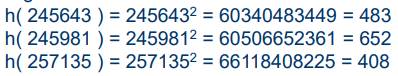 h( 245643 ) = 245643² = 60340483449 = 483
h( 245981 ) = 245981² = 60506652361 = 652
h( 257135 ) = 257135² = 66118408225 = 408